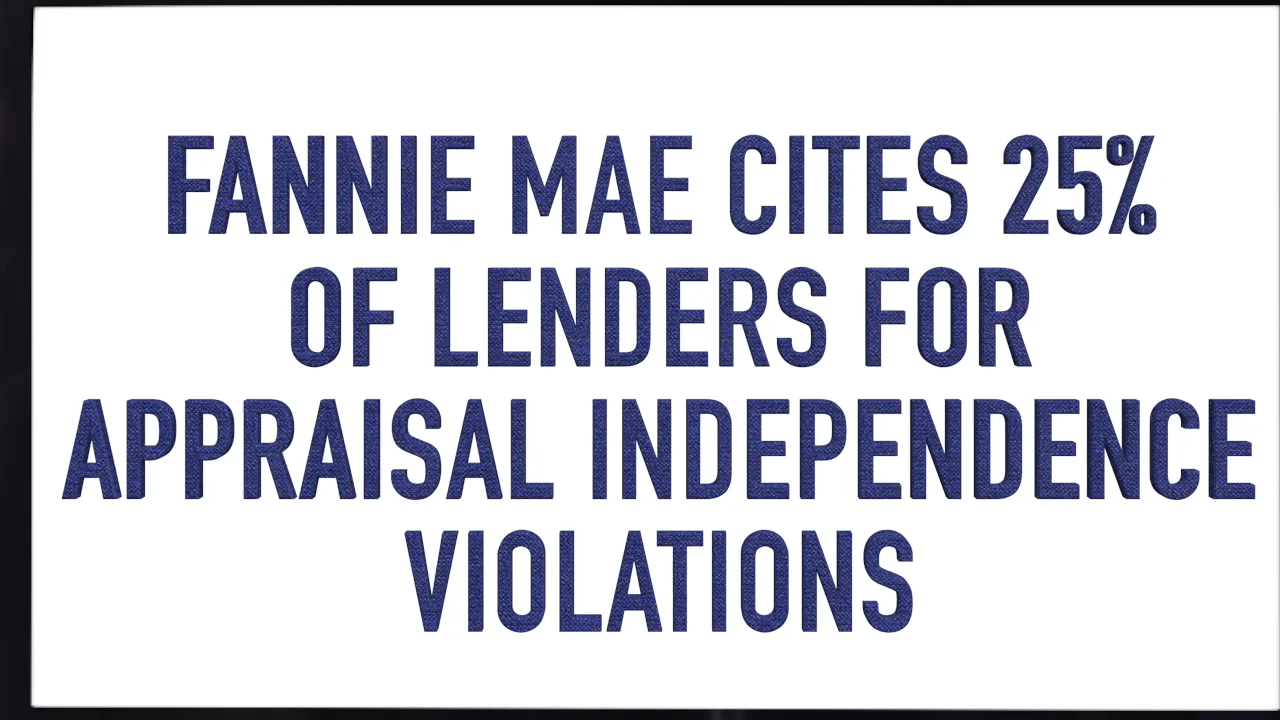 FANNIE MAE CITES 25%
OF LENDERS FOR
APPRAISAL INDEPENDENCE
VIOLATIONS